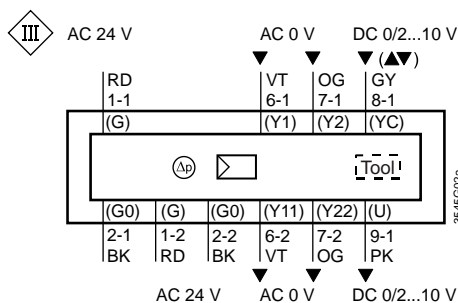 III AC 24 V AC 0 V DC 0/2...10 V
(▲▼)
RD VT OG GY
1-1 6-1 7-1 8-1
(G) (Y1) (Y2) (YC)
Δp Tool
(G0) (G) (G0) (Y11) (Y22) (U)
2-1 1-2 2-2 6-2 7-2 9-1
BK RD BK VT OG PK
AC 24 V AC 0 V DC 0/2...10 V